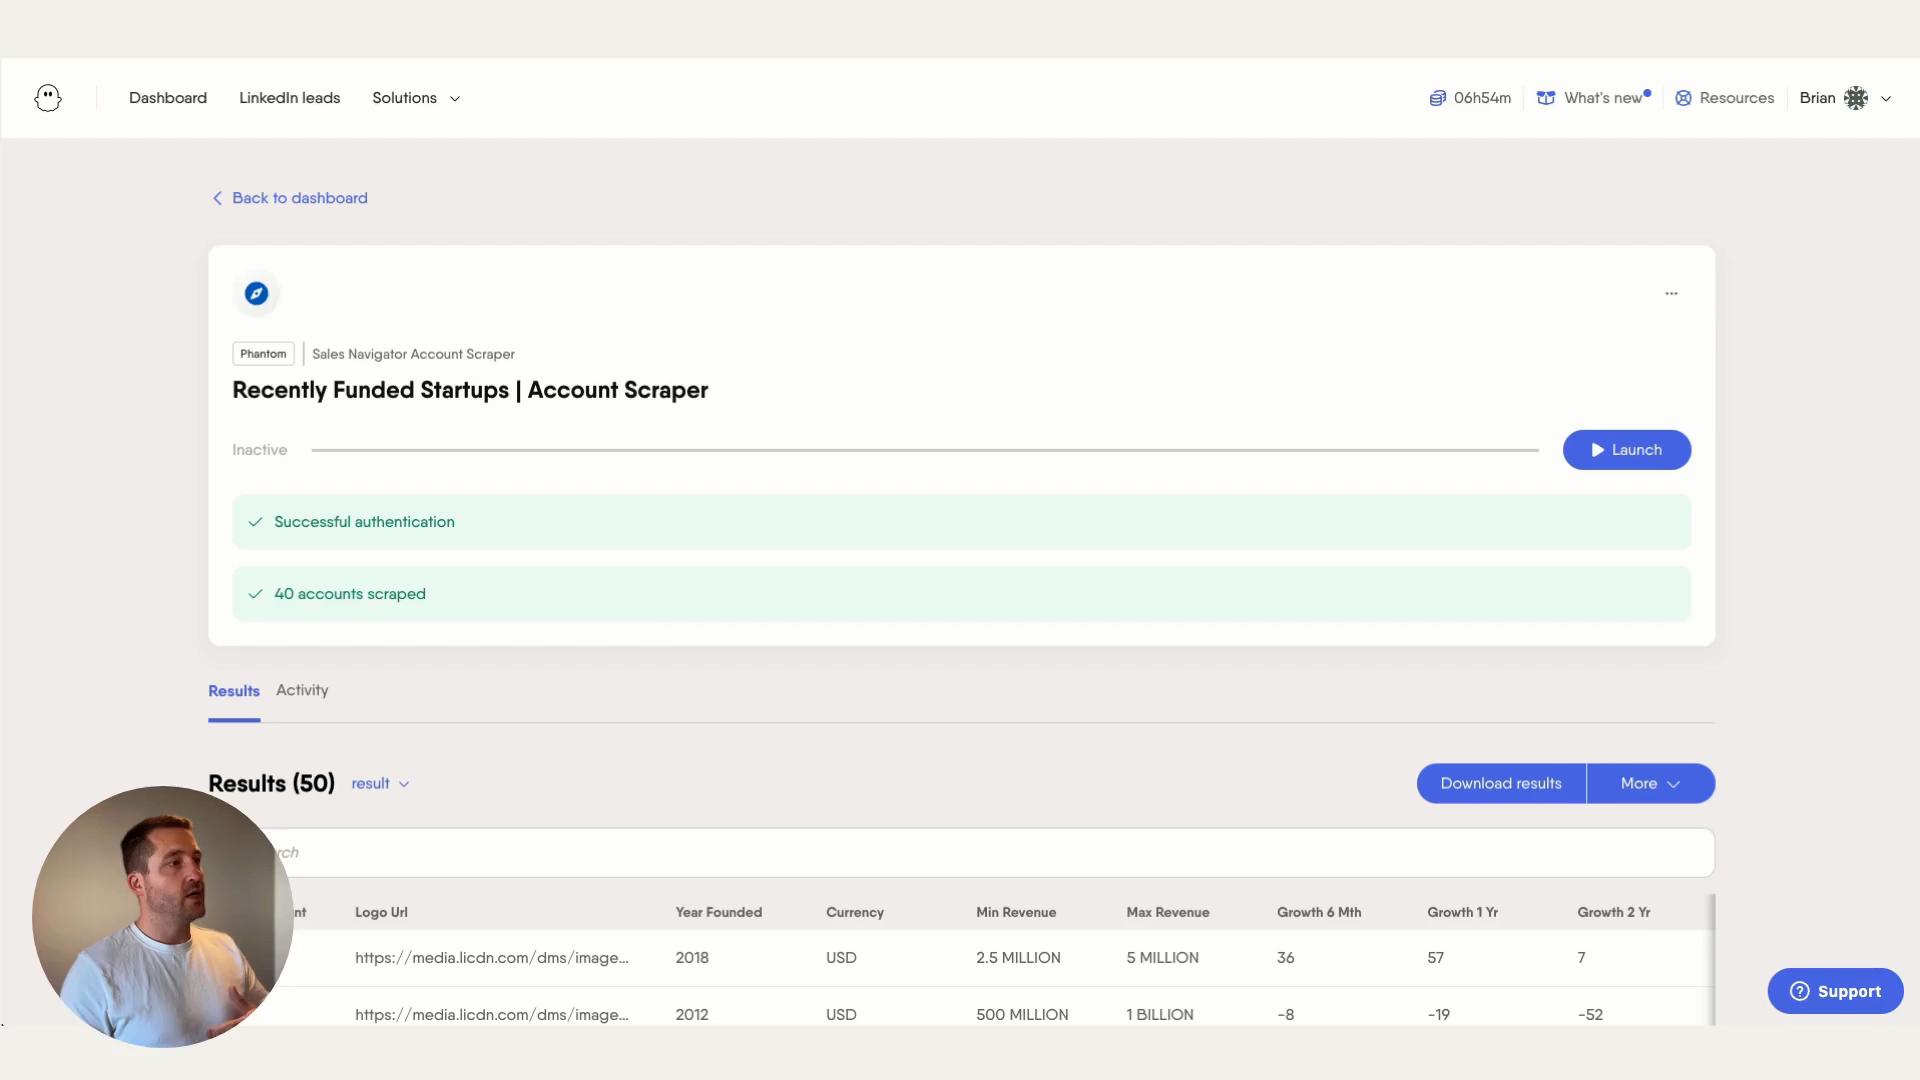 Dashboard LinkedIn leads Solutions 06h54m What's new Resources Brian
Back to dashboard
Phantom Sales Navigator Account Scraper
Recently Funded Startups | Account Scraper
Inactive Launch
Successful authentication
40 accounts scraped
Results Activity
Results (50) result Download results More
rch
nt Logo Url Year Founded Currency Min Revenue Max Revenue Growth 6 Mth Growth 1 Yr Growth 2 Yr
https://media.licdn.com/dms/image... 2018 USD 2.5 MILLION 5 MILLION 36 57 7
https://media.licdn.com/dms/image... 2012 USD 500 MILLION 1 BILLION -8 -19 -52
Support